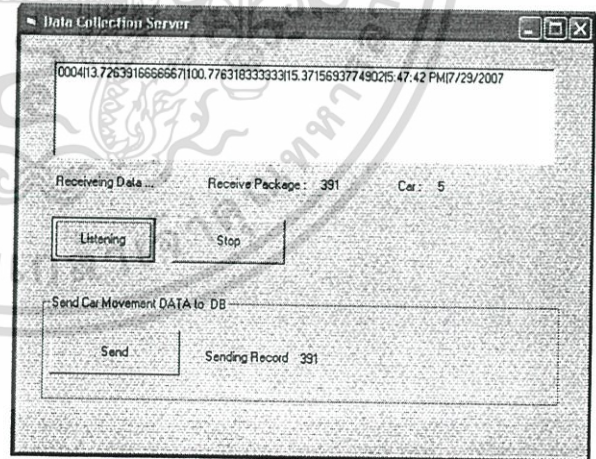 Data Collection Server
0004|13.7263916666667|100.776318333333|15.3715693774902|5:47:42 PM|7/29/2007
Receiveing Data ... Receive Package : 391 Car : 5
Listening Stop
Send Car Movement DATA to DB
Send Sending Record 391